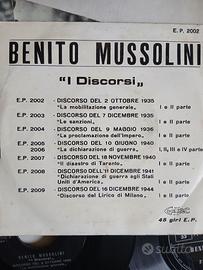 E.P. 2002
BENITO MUSSOLINI
"I Discorsi„
E.P. 2002 - DISCORSO DEL 2 OTTOBRE 1935
"La mobilitazione generale„ I e II parte
E.P. 2003 - DISCORSO DEL 7 DICEMBRE 1935
"Le sanzioni„ I e II parte
E.P. 2004 - DISCORSO DEL 9 MAGGIO 1936
"La proclamazione dell'Impero„ I e II parte
E.P. 2005 - DISCORSO DEL 10 GIUGNO 1940
2006 "La dichiarazione di guerra„ I, II, III e IV parte
E.P. 2007 - DISCORSO DEL 18 NOVEMBRE 1940
"Il disastro di Taranto„ I e II parte
E.P. 2008 DISCORSO DELL'11 DICEMBRE 1941
"Dichiarazione di guerra agli Stati
Uniti d'America„ I e II parte
E.P. 2009 - DISCORSO DEL 16 DICEMBRE 1944
"Discorso del Lirico di Milano„ I e II parte
45 giri E.P.
subito